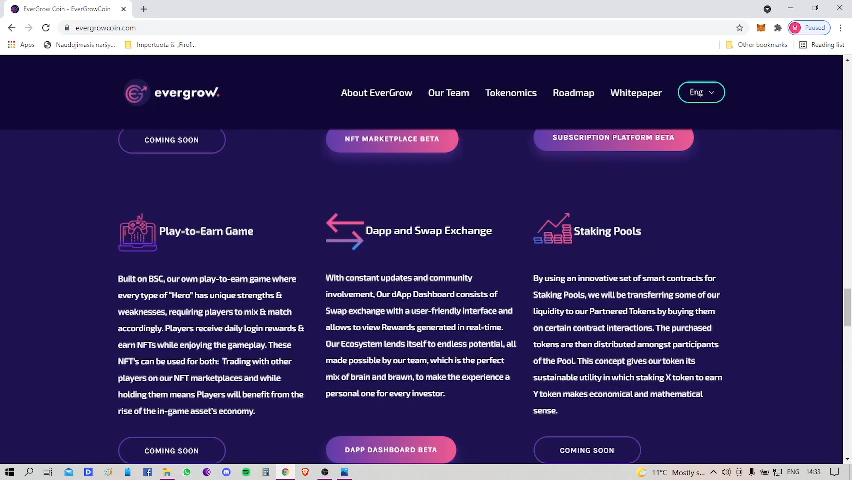 EverGrow Coin - EverGrowCoin
evergrowcoin.com
Paused
Apps
Naudojimasis naršy...
Importuota iš „Firef...
Other bookmarks
Reading list
evergrow.
About EverGrow
Our Team
Tokenomics
Roadmap
Whitepaper
Eng
COMING SOON
NFT MARKETPLACE BETA
SUBSCRIPTION PLATFORM BETA
Play-to-Earn Game
Built on BSC, our own play-to-earn game where
every type of "Hero" has unique strengths &
weaknesses, requiring players to mix & match
accordingly. Players receive daily login rewards &
earn NFTs while enjoying the gameplay. These
NFT's can be used for both: Trading with other
players on our NFT marketplaces and while
holding them means Players will benefit from the
rise of the in-game asset's economy.
COMING SOON
Dapp and Swap Exchange
With constant updates and community
involvement, Our dApp Dashboard consists of
Swap exchange with a user-friendly interface and
allows to view Rewards generated in real-time.
Our Ecosystem lends itself to endless potential, all
made possible by our team, which is the perfect
mix of brain and brawn, to make the experience a
personal one for every investor.
DAPP DASHBOARD BETA
Staking Pools
By using an innovative set of smart contracts for
Staking Pools, we will be transferring some of our
liquidity to our Partnered Tokens by buying them
on certain contract interactions. The purchased
tokens are then distributed amongst participants
of the Pool. This concept gives our token its
sustainable utility in which staking X token to earn
Y token makes economical and mathematical
sense.
COMING SOON
11°C Mostly s...
ENG
14:33